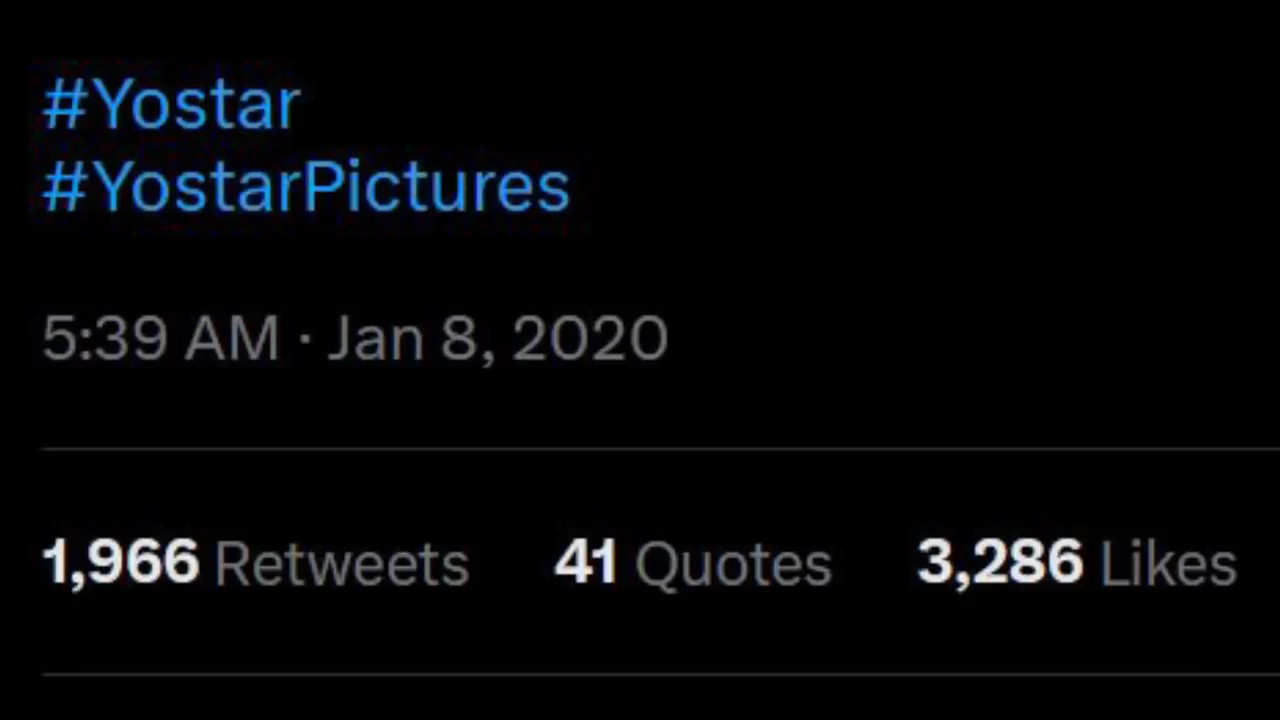 #Yostar
#YostarPictures
5:39 AM · Jan 8, 2020
1,966 Retweets 41 Quotes 3,286 Likes